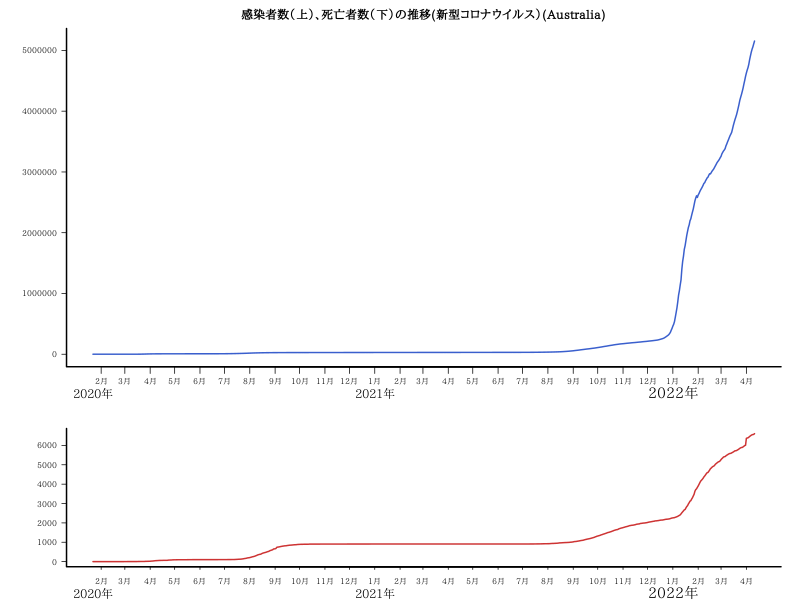 感染者数（上）、死亡者数（下）の推移(新型コロナウイルス) (Australia)
5000000
4000000
3000000
2000000
1000000
0
2月 3月 4月 5月 6月 7月 8月 9月 10月 11月 12月 1月 2月 3月 4月 5月 6月 7月 8月 9月 10月 11月 12月 1月 2月 3月 4月
2020年 2021年 2022年
6000
5000
4000
3000
2000
1000
0
2月 3月 4月 5月 6月 7月 8月 9月 10月 11月 12月 1月 2月 3月 4月 5月 6月 7月 8月 9月 10月 11月 12月 1月 2月 3月 4月
2020年 2021年 2022年